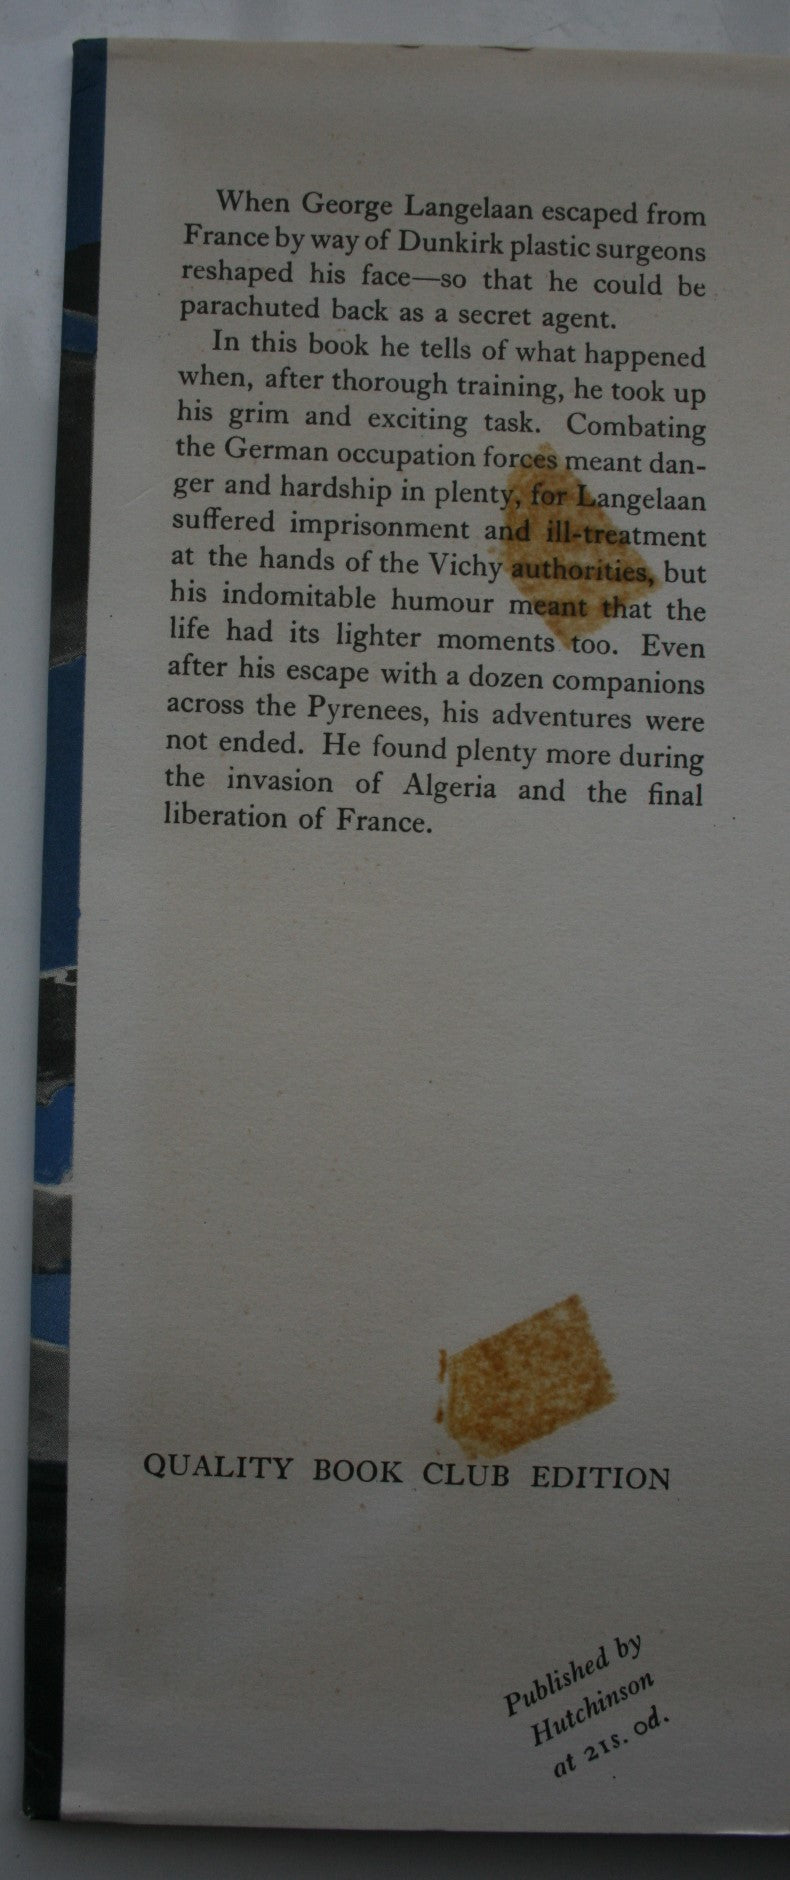 When George Langelaan escaped from
France by way of Dunkirk plastic surgeons
reshaped his face—so that he could be
parachuted back as a secret agent.
In this book he tells of what happened
when, after thorough training, he took up
his grim and exciting task. Combating
the German occupation forces meant dan-
ger and hardship in plenty, for Langelaan
suffered imprisonment and ill-treatment
at the hands of the Vichy authorities, but
his indomitable humour meant that the
life had its lighter moments too. Even
after his escape with a dozen companions
across the Pyrenees, his adventures were
not ended. He found plenty more during
the invasion of Algeria and the final
liberation of France.
QUALITY BOOK CLUB EDITION
Published by
Hutchinson
at 21s. 0d.